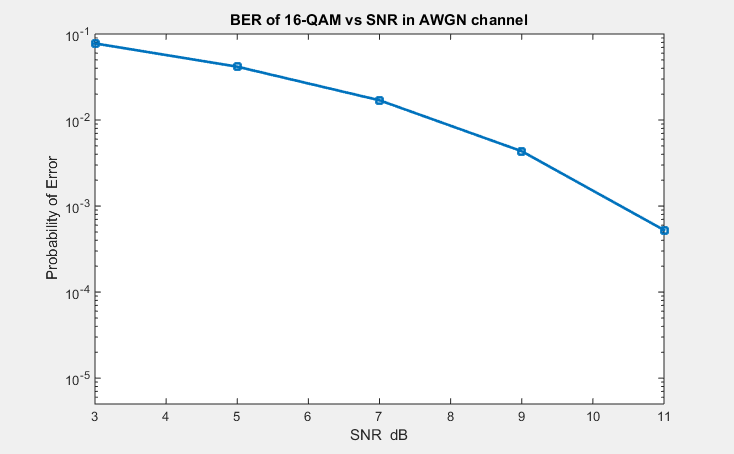 BER of 16-QAM vs SNR in AWGN channel
10-1
10-2
10-3
10-4
10-5
Probability of Error
3 4 5 6 7 8 9 10 11
SNR dB